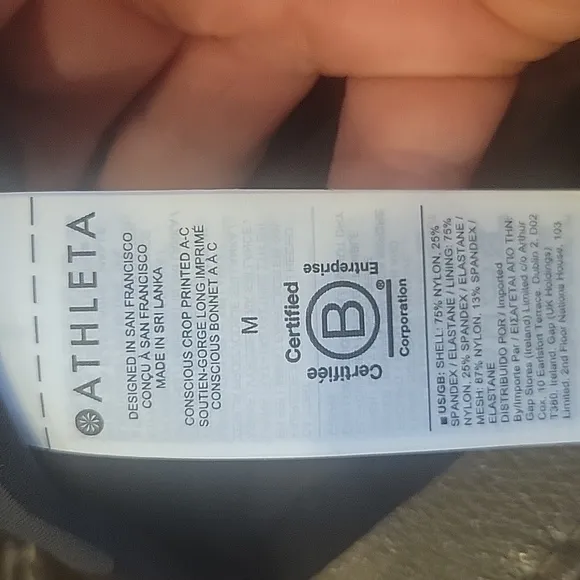 ATHLETA
DESIGNED IN SAN FRANCISCO
CONÇU À SAN FRANCISCO
MADE IN SRI LANKA
CONSCIOUS CROP PRINTED A-C
SOUTIEN-GORGE LONG IMPRIMÉ
CONSCIOUS BONNET A À C
M
Certified
Entreprise
B
®
Certifiée
Corporation
■ US/GB: SHELL: 75% NYLON, 25%
SPANDEX / ELASTANE / LINING: 75%
NYLON, 25% SPANDEX / ELASTANE /
MESH: 87% NYLON, 13% SPANDEX /
ELASTANE
DISTRIBUIDO POR / Imported
By/Importe Par / ΕΙΣΑΓΕΤΑΙ ΑΠΟ ΤΗΝ:
Gap Stores (Ireland) Limited c/o Arthur
Cox, 10 Earlsfort Terrace, Dublin 2, D02
T380, Ireland, Gap (UK Holdings)
Limited, 2nd Floor National House, 103